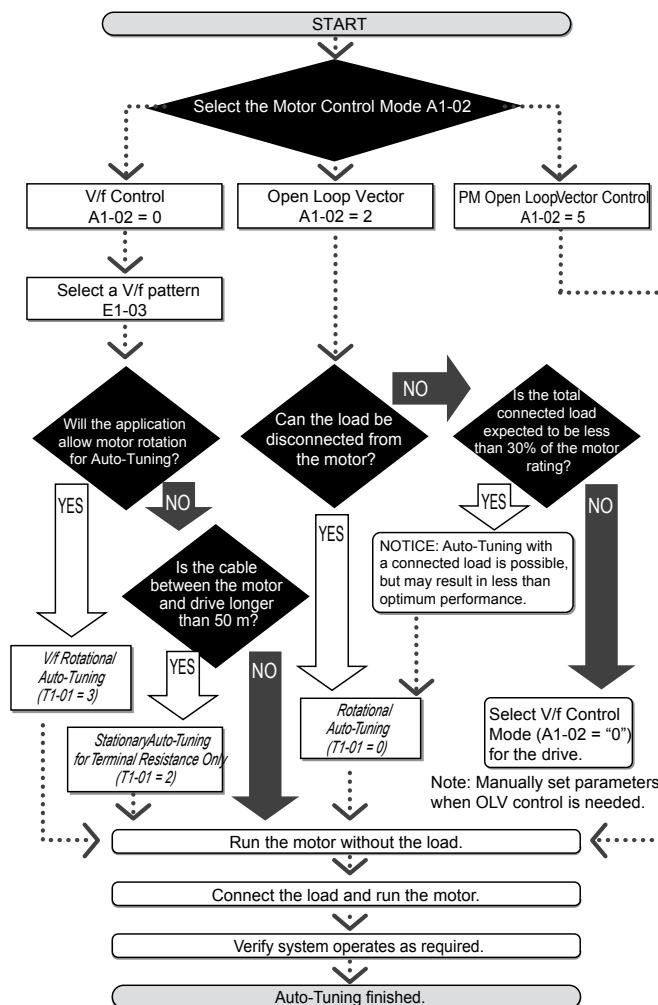 START
Select the Motor Control Mode A1-02
V/f Control
A1-02 = 0
Open Loop Vector
A1-02 = 2
PM Open LoopVector Control
A1-02 = 5
Select a V/f pattern
E1-03
Will the application
allow motor rotation
for Auto-Tuning?
Can the load be
disconnected from
the motor?
NO
Is the total
connected load
expected to be less
than 30% of the motor
rating?
YES
NO
Is the cable
between the motor
and drive longer
than 50 m?
YES
YES
NO
NOTICE: Auto-Tuning with
a connected load is possible,
but may result in less than
optimum performance.
V/f Rotational
Auto-Tuning
(T1-01 = 3)
YES
NO
StationaryAuto-Tuning
for Terminal Resistance Only
(T1-01 = 2)
Rotational
Auto-Tuning
(T1-01 = 0)
Select V/f Control
Mode (A1-02 = “0”)
for the drive.
Note: Manually set parameters
when OLV control is needed.
Run the motor without the load.
Connect the load and run the motor.
Verify system operates as required.
Auto-Tuning finished.